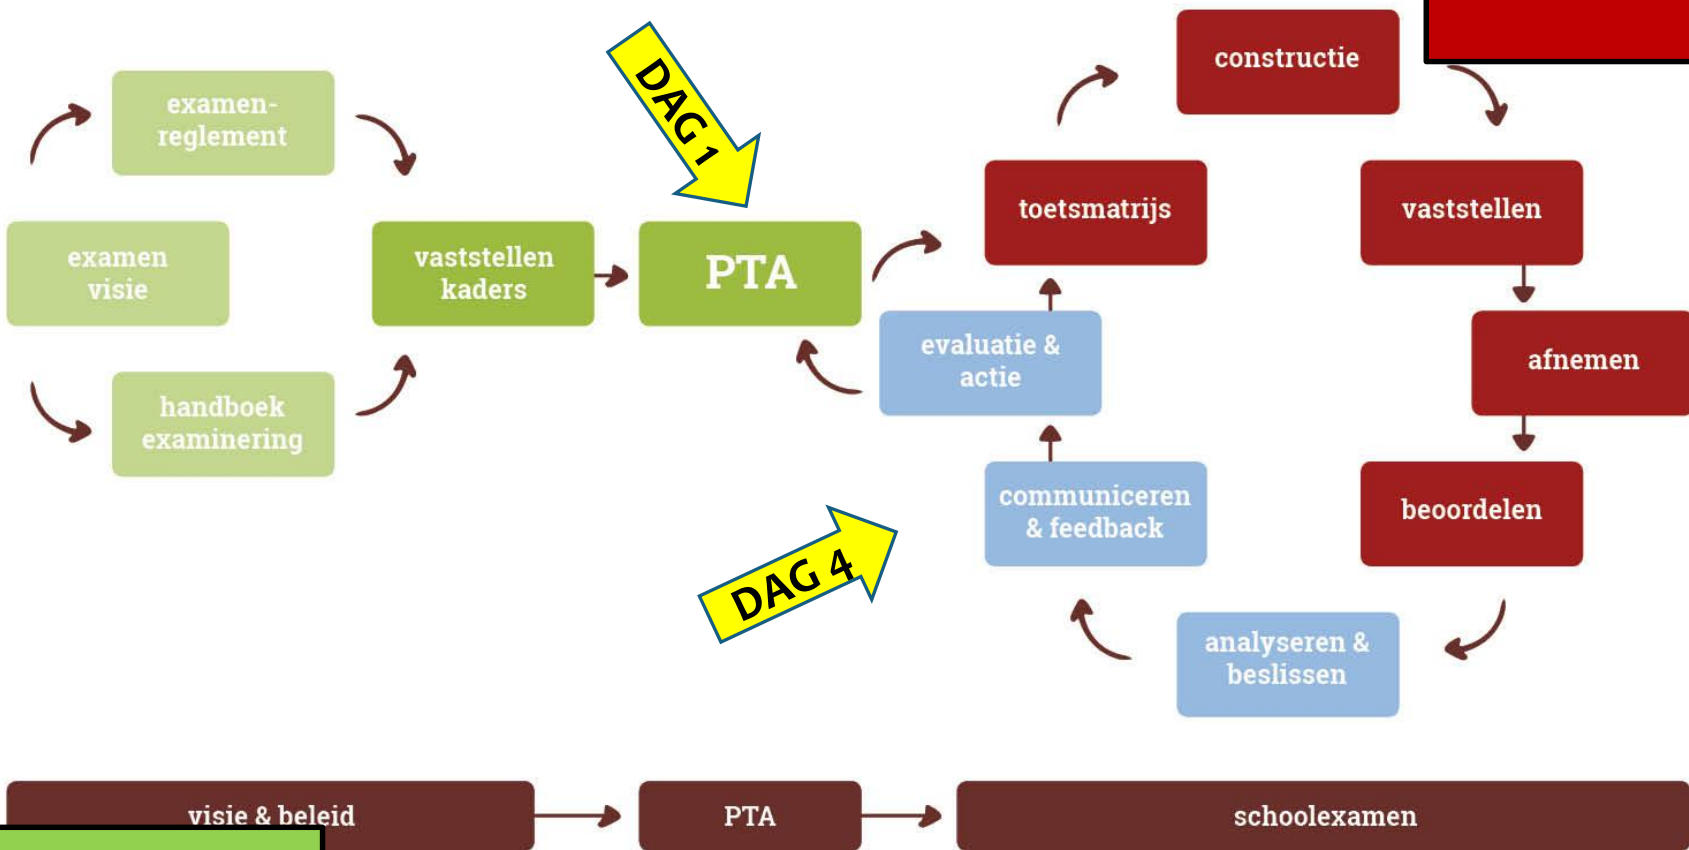 examen-
reglement
examen
visie
handboek
examinering
vaststellen
kaders
DAG 1
PTA
toetsmatrijs
constructie
vaststellen
afnemen
beoordelen
analyseren &
beslissen
communiceren
& feedback
evaluatie &
actie
DAG 4
visie & beleid
PTA
schoolexamen